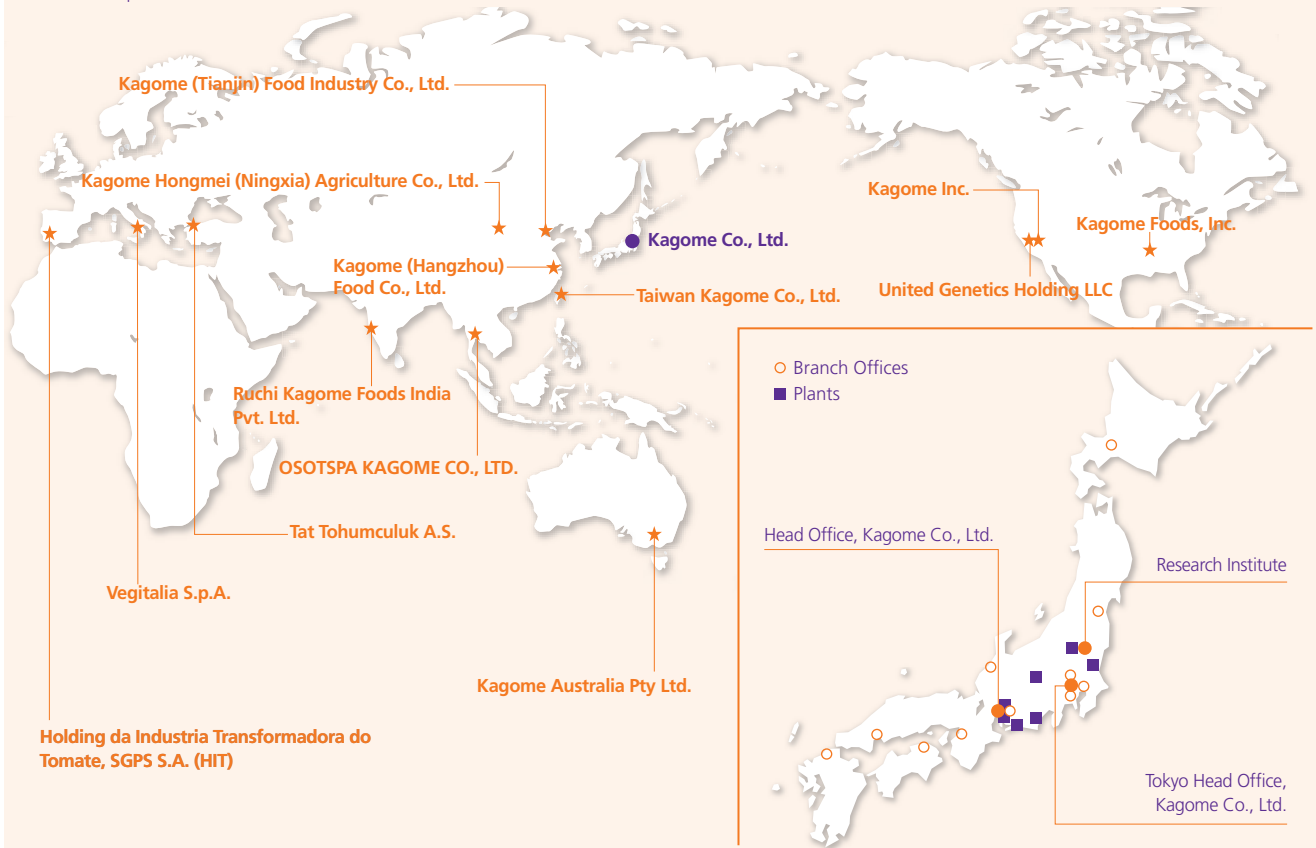 Kagome (Tianjin) Food Industry Co., Ltd.
Kagome Hongmei (Ningxia) Agriculture Co., Ltd.
Kagome Inc.
Kagome Foods, Inc.
Kagome Co., Ltd.
Kagome (Hangzhou)
Food Co., Ltd.
Taiwan Kagome Co., Ltd.
United Genetics Holding LLC
Ruchi Kagome Foods India
Pvt. Ltd.
OSOTSPA KAGOME CO., LTD.
Tat Tohumculuk A.S.
Vegitalia S.p.A.
Kagome Australia Pty Ltd.
Holding da Industria Transformadora do
Tomate, SGPS S.A. (HIT)
Branch Offices
Plants
Head Office, Kagome Co., Ltd.
Research Institute
Tokyo Head Office,
Kagome Co., Ltd.